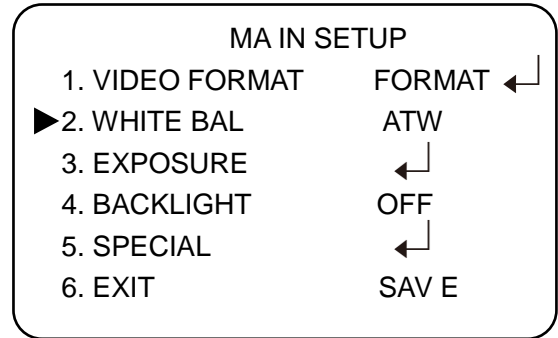 MA IN SETUP
1. VIDEO FORMAT FORMAT ↵
▶2. WHITE BAL ATW
3. EXPOSURE ↵
4. BACKLIGHT OFF
5. SPECIAL ↵
6. EXIT SAV E